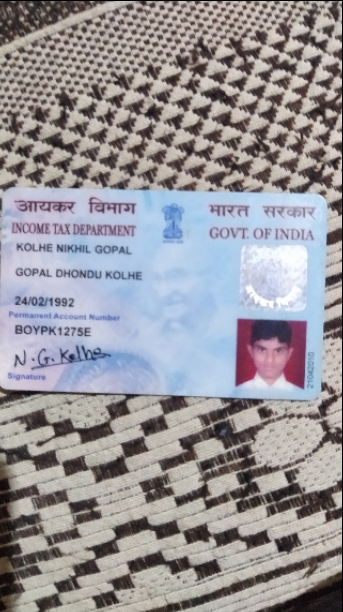 आयकर विभाग
भारत सरकार
INCOME TAX DEPARTMENT
GOVT. OF INDIA
KOLHE NIKHIL GOPAL
GOPAL DHONDU KOLHE
24/02/1992
Permanent Account Number
BOYPK1275E
N.G.Kolhe
Signature
21042010